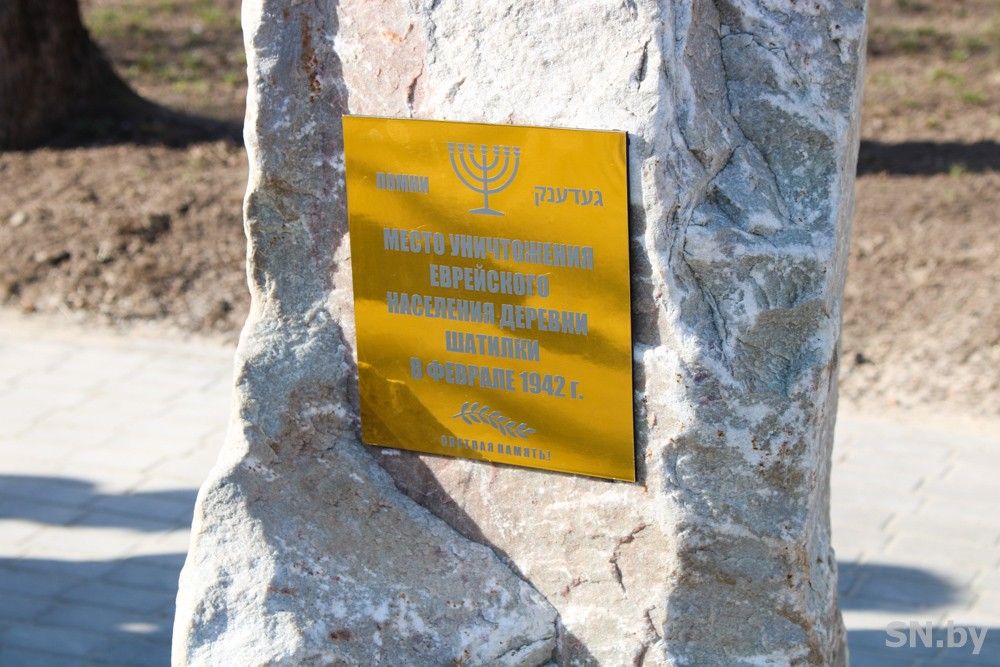 ПОМНИ
געדענק
МЕСТО УНИЧТОЖЕНИЯ
ЕВРЕЙСКОГО
НАСЕЛЕНИЯ ДЕРЕВНИ
ШАТИЛКИ
В ФЕВРАЛЕ 1942 г.
СВЕТЛАЯ ПАМЯТЬ!
SN.by